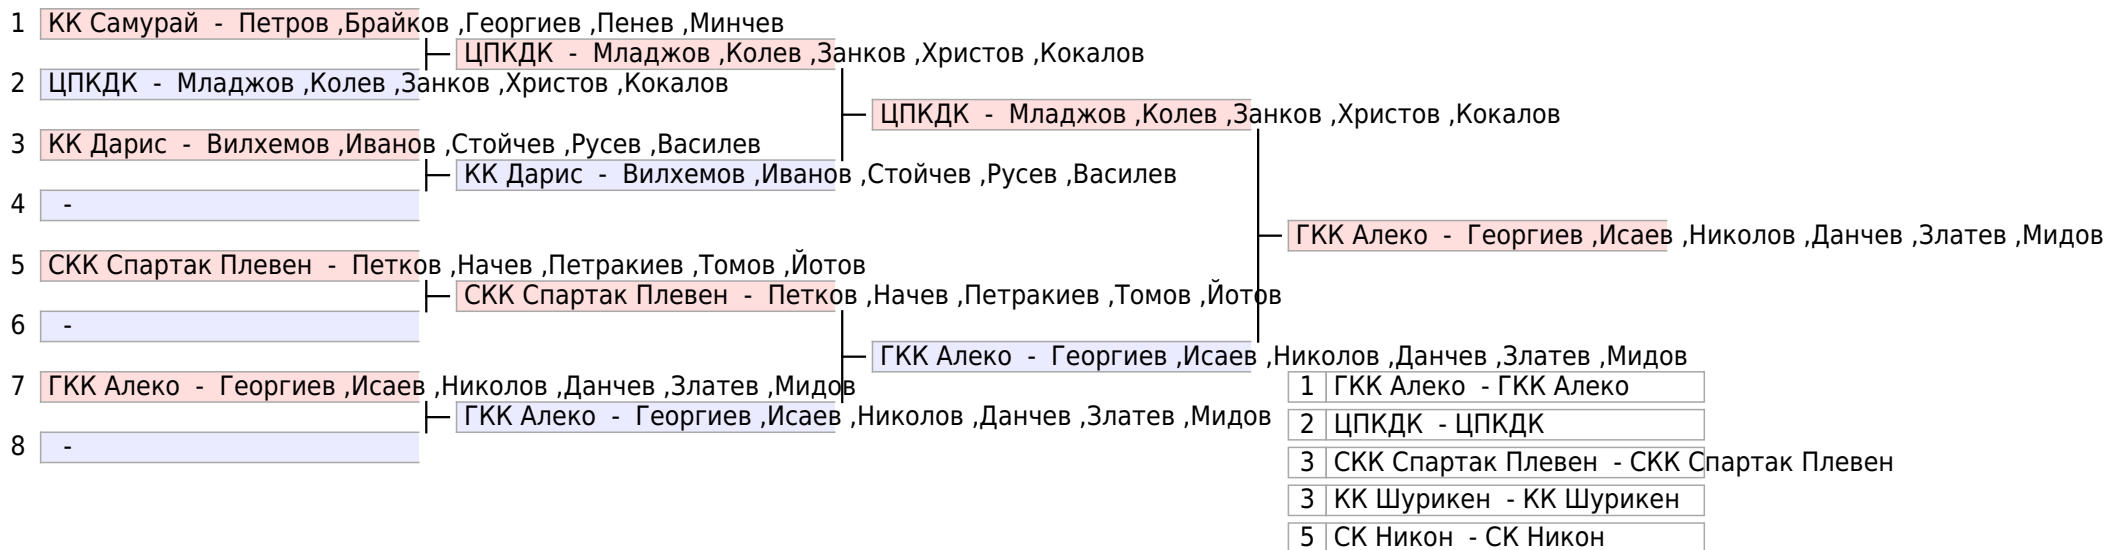 1 КК Самурай - Петров ,Брайков ,Георгиев ,Пенев ,Минчев
ЦПКДК - Младжов ,Колев ,Занков ,Христов ,Кокалов
2 ЦПКДК - Младжов ,Колев ,Занков ,Христов ,Кокалов
ЦПКДК - Младжов ,Колев ,Занков ,Христов ,Кокалов
3 КК Дарис - Вилхемов ,Иванов ,Стойчев ,Русев ,Василев
КК Дарис - Вилхемов ,Иванов ,Стойчев ,Русев ,Василев
4 -
ГКК Алеко - Георгиев ,Исаев ,Николов ,Данчев ,Златев ,Мидов
5 СКК Спартак Плевен - Петков ,Начев ,Петракиев ,Томов ,Йотов
СКК Спартак Плевен - Петков ,Начев ,Петракиев ,Томов ,Йотов
6 -
ГКК Алеко - Георгиев ,Исаев ,Николов ,Данчев ,Златев ,Мидов
7 ГКК Алеко - Георгиев ,Исаев ,Николов ,Данчев ,Златев ,Мидов
ГКК Алеко - Георгиев ,Исаев ,Николов ,Данчев ,Златев ,Мидов
8 -
1 ГКК Алеко - ГКК Алеко
2 ЦПКДК - ЦПКДК
3 СКК Спартак Плевен - СКК Спартак Плевен
3 КК Шурикен - КК Шурикен
5 СК Никон - СК Никон